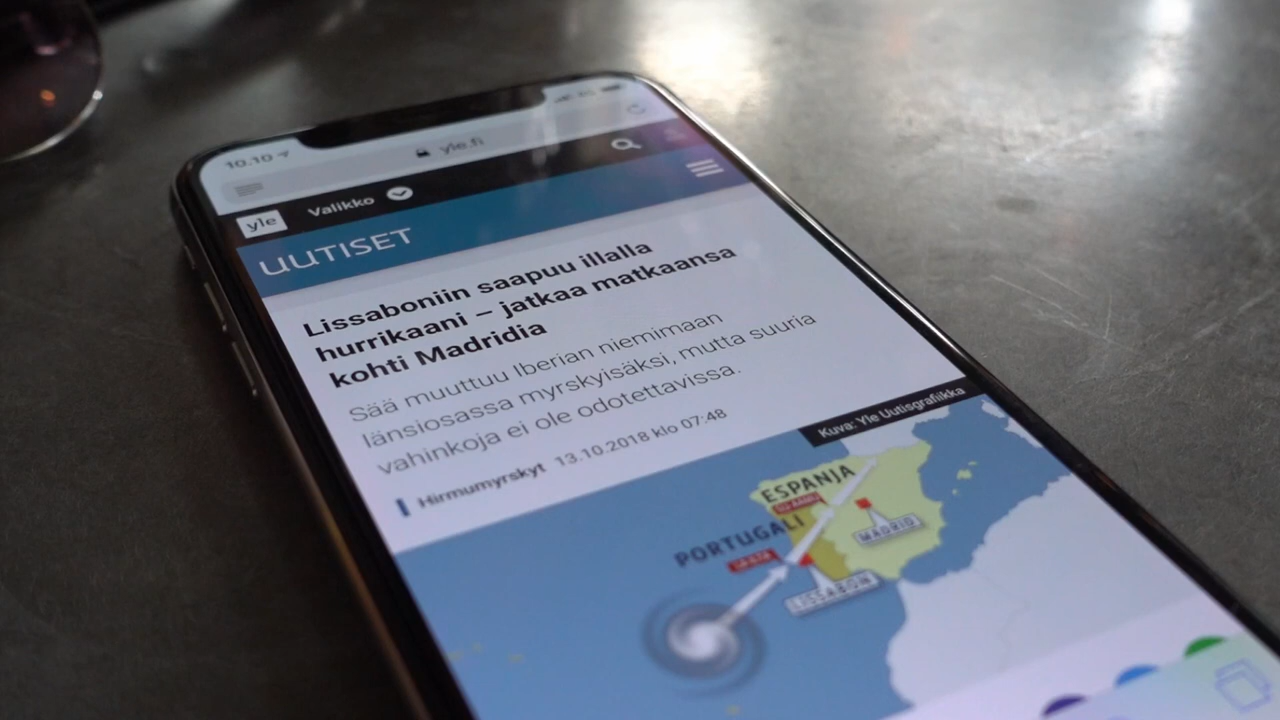 10.10
yle.fi
yle Valikko
UUTISET
Lissaboniin saapuu illalla
hurrikaani – jatkaa matkaansa
kohti Madridia
Sää muuttuu Iberian niemimaan
länsiosassa myrskyisäksi, mutta suuria
vahinkoja ei ole odotettavissa.
Hirmumyrskyt 13.10.2018 klo 07:48
Kuva: Yle Uutisgrafiikka
ESPANJA
PORTUGALI
MADRID
LISSABON